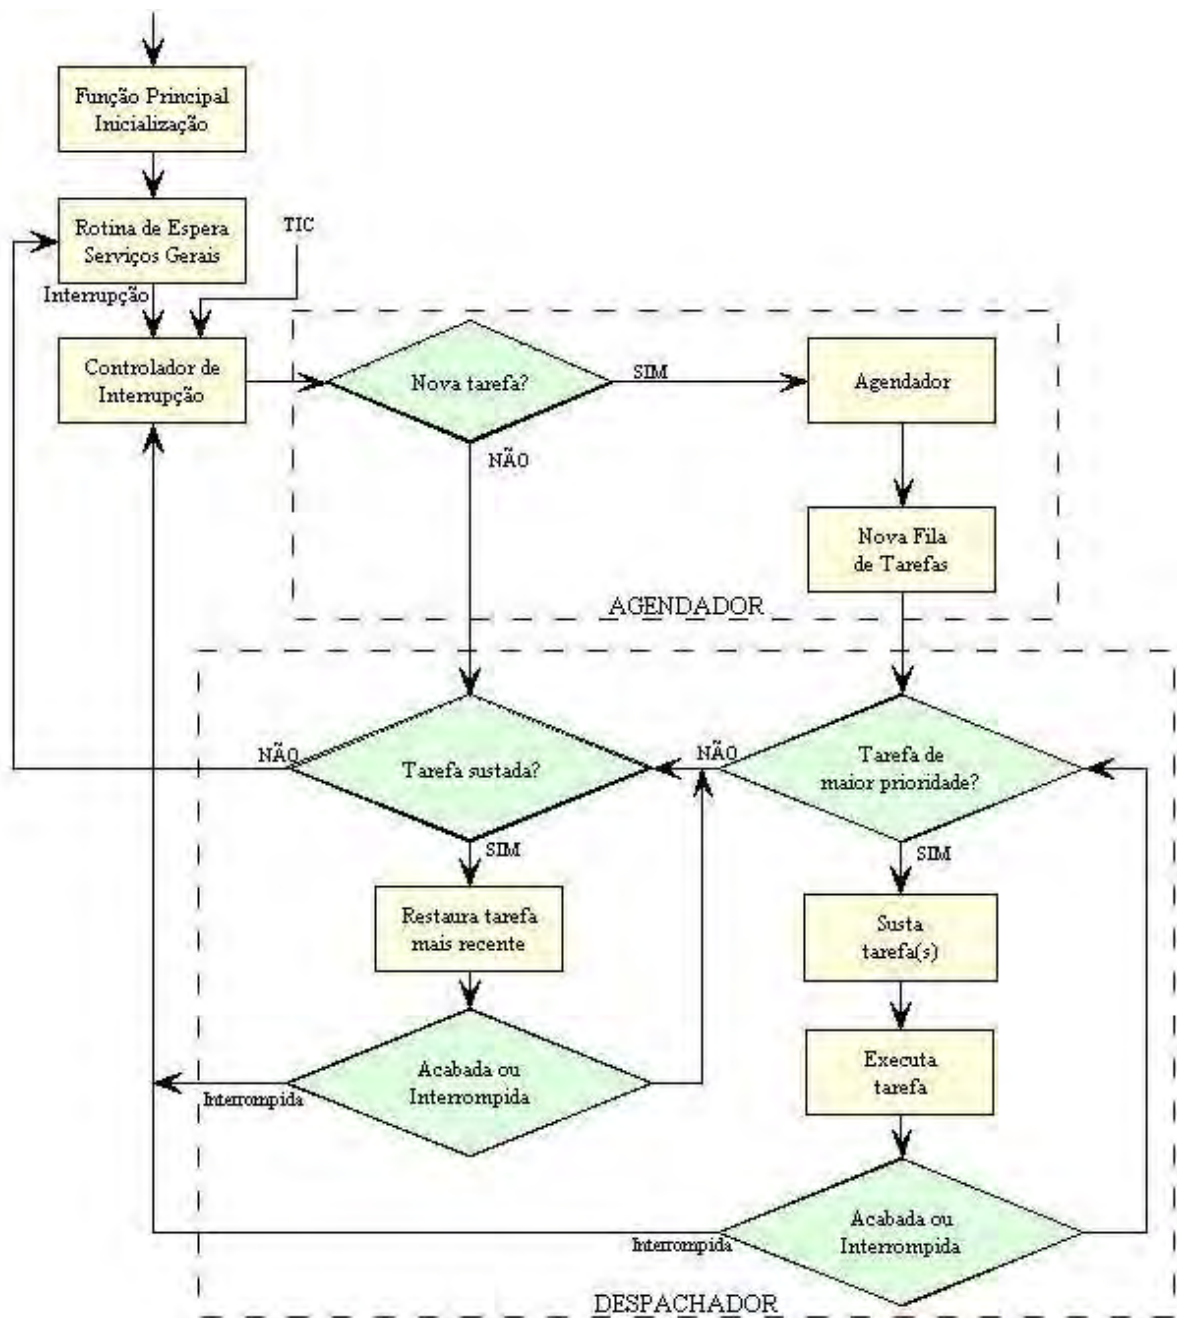 Função Principal
Inicialização
Rotina de Espera
Serviços Gerais
TIC
Interrupção
Controlador de
Interrupção
Nova tarefa?
SIM
Agendador
NÃO
Nova Fila
de Tarefas
AGENDADOR
NÃO
Tarefa sustada?
NÃO
Tarefa de
maior prioridade?
SIM
SIM
Restaura tarefa
mais recente
Susta
tarefa(s)
Executa
tarefa
Acabada ou
Interrompida
Interrompida
Acabada ou
Interrompida
Interrompida
DESPACHADOR